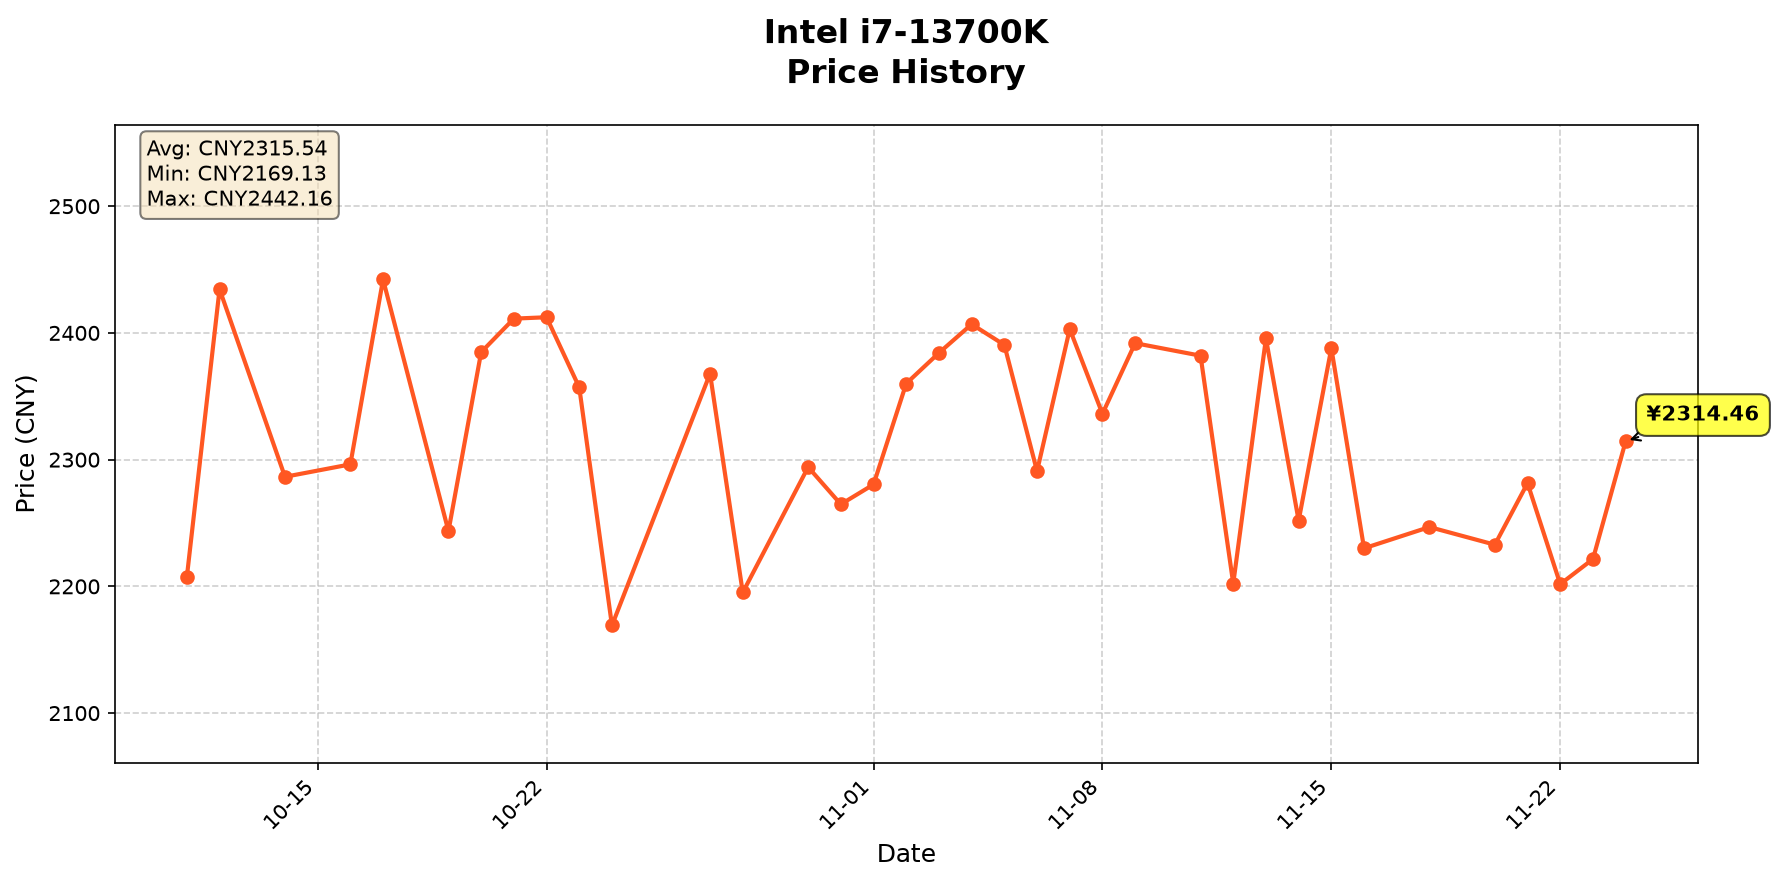 Intel i7-13700K
Price History
Avg: CNY2315.54
Min: CNY2169.13
Max: CNY2442.16
¥2314.46
Price (CNY)
2500
2400
2300
2200
2100
10-15
10-22
11-01
11-08
11-15
11-22
Date